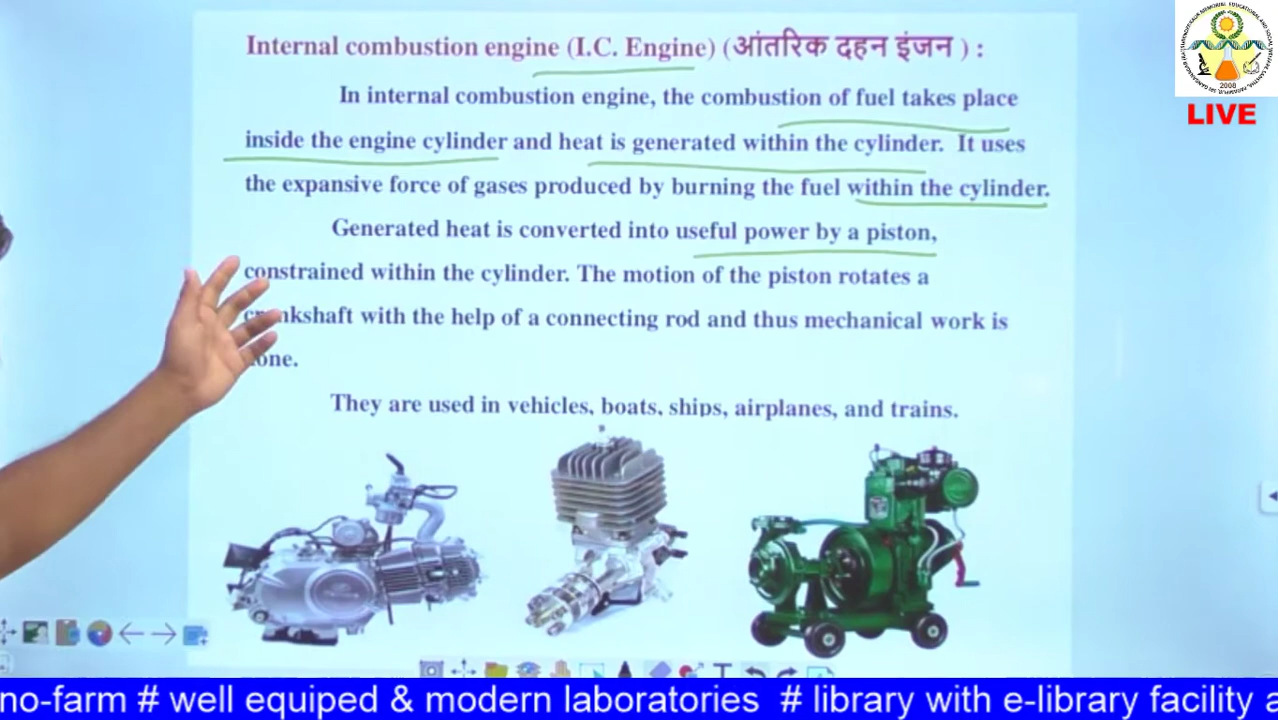 Internal combustion engine (I.C. Engine) (आंतरिक दहन इंजन ) :
In internal combustion engine, the combustion of fuel takes place
inside the engine cylinder and heat is generated within the cylinder. It uses
the expansive force of gases produced by burning the fuel within the cylinder.
Generated heat is converted into useful power by a piston,
constrained within the cylinder. The motion of the piston rotates a
with the help of a connecting rod and thus mechanical work is
They are used in vehicles, boats, ships, airplanes, and trains.
2008
LIVE
no-farm # well equiped & modern laboratories # library with e-library facility a